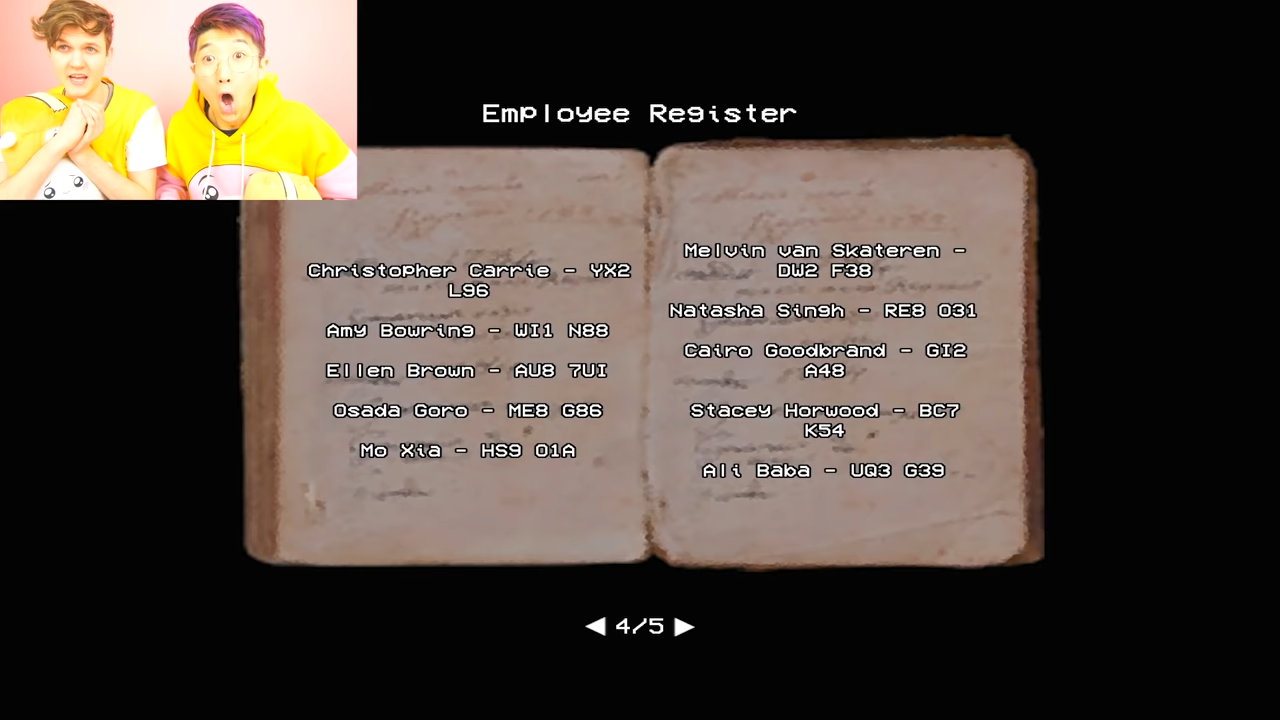 Employee Register
Christopher Carrie - YX2
L96
Amy Bowring - WI1 N88
Ellen Brown - AU8 7UI
Osada Goro - ME8 G86
Mo Xia - HS9 O1A
Melvin van Skateren -
DW2 F38
Natasha Singh - RE8 O31
Cairo Goodbrand - GI2
A48
Stacey Horwood - BC7
K54
Ali Baba - UQ3 G39
◀ 4/5 ▶